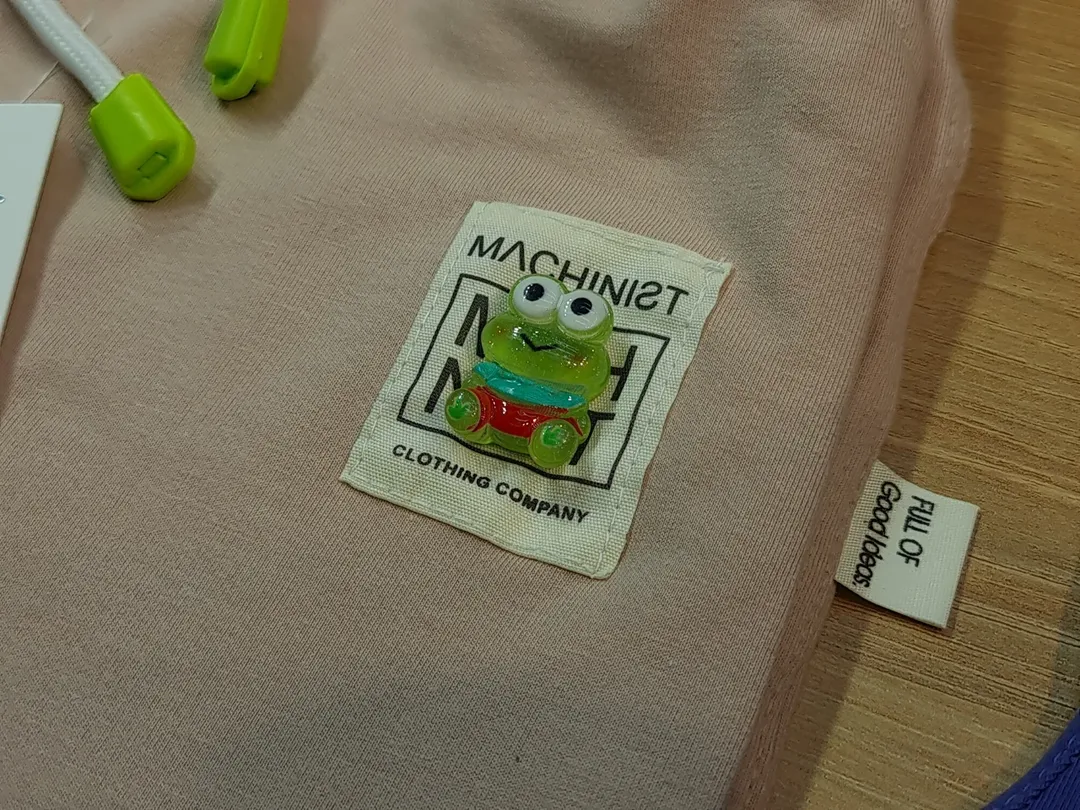 MACHINIST
CLOTHING COMPANY
FULL OF
Good Ideas.